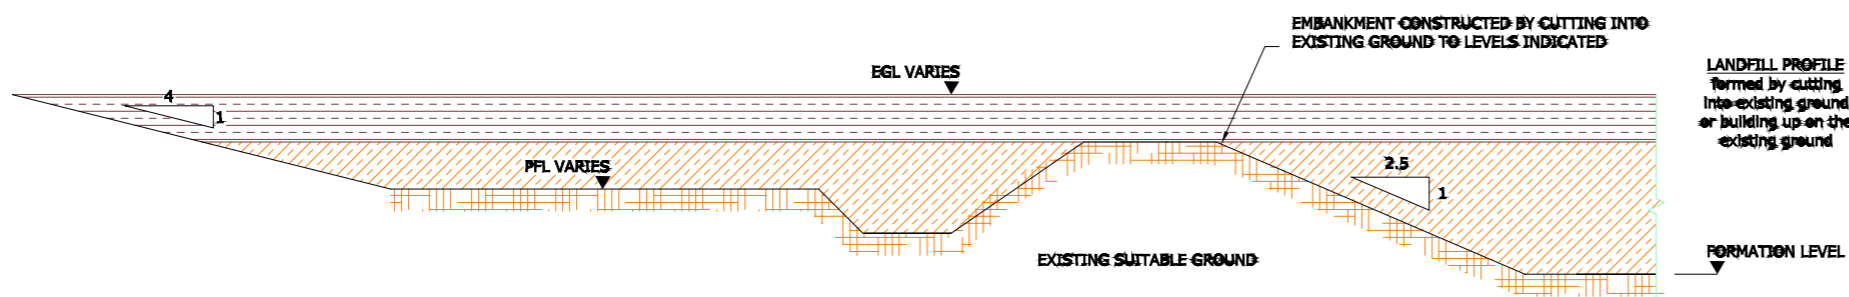 EMBANKMENT CONSTRUCTED BY CUTTING INTO
EXISTING GROUND TO LEVELS INDICATED
EGL VARIES
LANDFILL PROFILE
formed by cutting
into existing ground
or building up on the
existing ground
4
1
PFL VARIES
2.5
1
EXISTING SUITABLE GROUND
FORMATION LEVEL